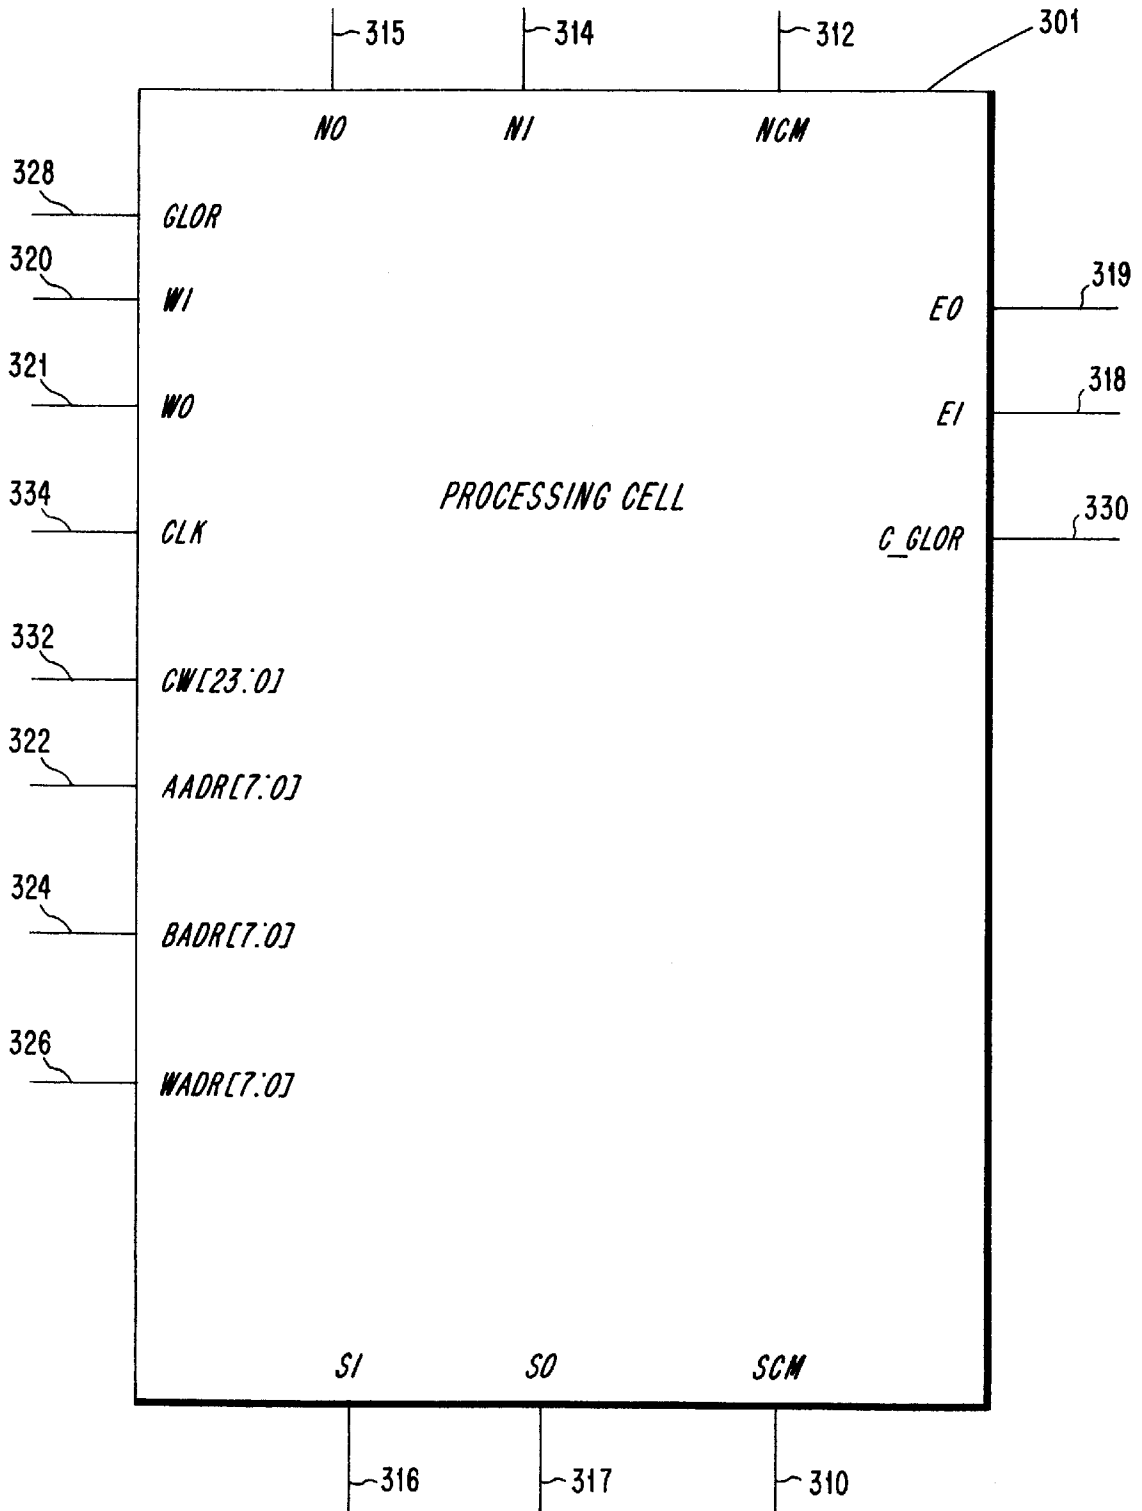 315
314
312
301
NO
NI
NCM
328
GLOR
320
WI
319
EO
321
WO
318
EI
PROCESSING CELL
334
CLK
330
C_GLOR
332
CW[23:0]
322
AADR[7:0]
324
BADR[7:0]
326
WADR[7:0]
SI
SO
SCM
316
317
310